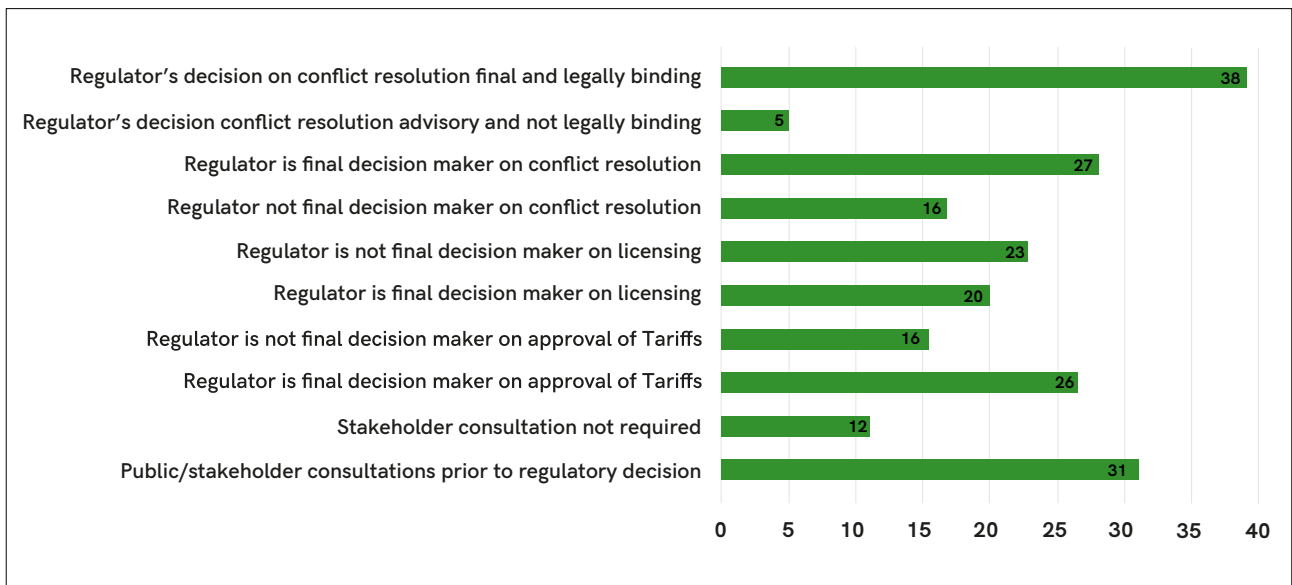 Regulator’s decision on conflict resolution final and legally binding 38
Regulator’s decision conflict resolution advisory and not legally binding 5
Regulator is final decision maker on conflict resolution 27
Regulator not final decision maker on conflict resolution 16
Regulator is not final decision maker on licensing 23
Regulator is final decision maker on licensing 20
Regulator is not final decision maker on approval of Tariffs 16
Regulator is final decision maker on approval of Tariffs 26
Stakeholder consultation not required 12
Public/stakeholder consultations prior to regulatory decision 31
0 5 10 15 20 25 30 35 40